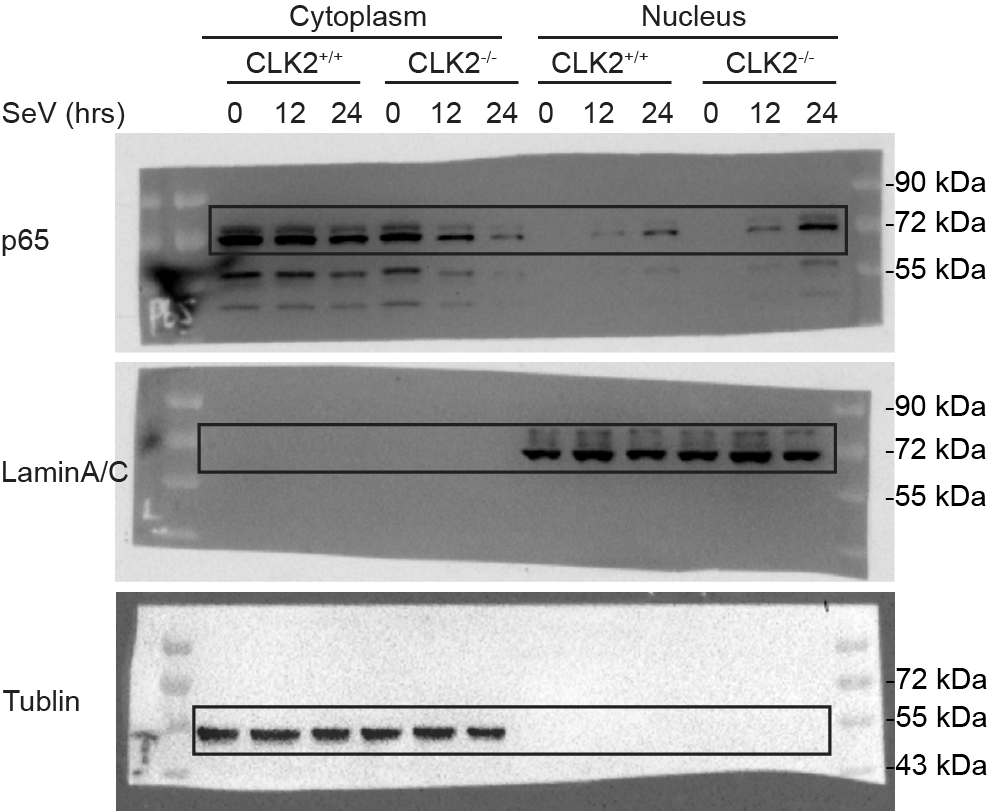 Cytoplasm Nucleus
CLK2+/+ CLK2-/- CLK2+/+ CLK2-/-
SeV (hrs) 0 12 24 0 12 24 0 12 24 0 12 24
-90 kDa
-72 kDa
p65
-55 kDa
P65
-90 kDa
-72 kDa
LaminA/C
-55 kDa
L
-72 kDa
Tublin
-55 kDa
T
-43 kDa